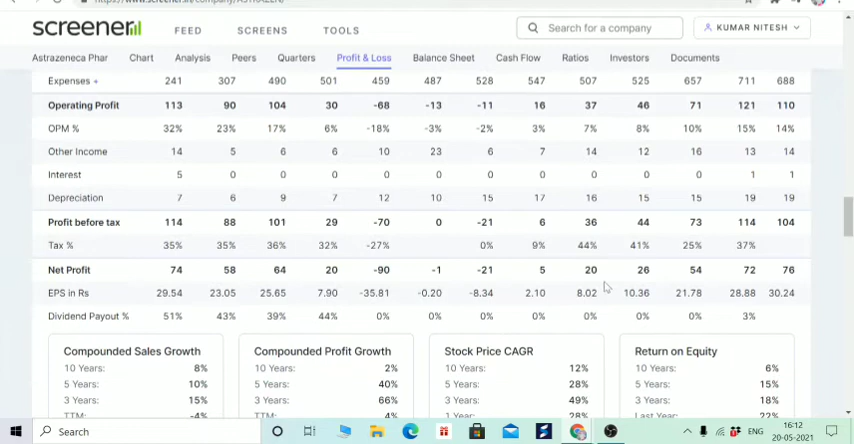 screener
FEED SCREENS TOOLS
Search for a company
KUMAR NITESH
Astrazeneca Phar Chart Analysis Peers Quarters Profit & Loss Balance Sheet Cash Flow Ratios Investors Documents
Expenses + 241 307 490 501 459 487 528 547 507 525 657 711 688
Operating Profit 113 90 104 30 -68 -13 -11 16 37 46 71 121 110
OPM % 32% 23% 17% 6% -18% -3% -2% 3% 7% 8% 10% 15% 14%
Other Income 14 5 6 6 10 23 6 7 14 12 16 13 14
Interest 5 0 0 0 0 0 0 0 0 0 0 1 1
Depreciation 7 6 9 7 12 10 15 17 16 15 15 19 19
Profit before tax 114 88 101 29 -70 0 -21 6 36 44 73 114 104
Tax % 35% 35% 36% 32% -27% 0% 9% 44% 41% 25% 37%
Net Profit 74 58 64 20 -90 -1 -21 5 20 26 54 72 76
EPS in Rs 29.54 23.05 25.65 7.90 -35.81 -0.20 -8.34 2.10 8.02 10.36 21.78 28.88 30.24
Dividend Payout % 51% 43% 39% 44% 0% 0% 0% 0% 0% 0% 0% 3%
Compounded Sales Growth
10 Years: 8%
5 Years: 10%
3 Years: 15%
TTM: -4%
Compounded Profit Growth
10 Years: 2%
5 Years: 40%
3 Years: 66%
TTM: 4%
Stock Price CAGR
10 Years: 12%
5 Years: 28%
3 Years: 49%
1 Year: 28%
Return on Equity
10 Years: 6%
5 Years: 15%
3 Years: 18%
Last Year: 22%
Search
ENG
16:12
20-05-2021